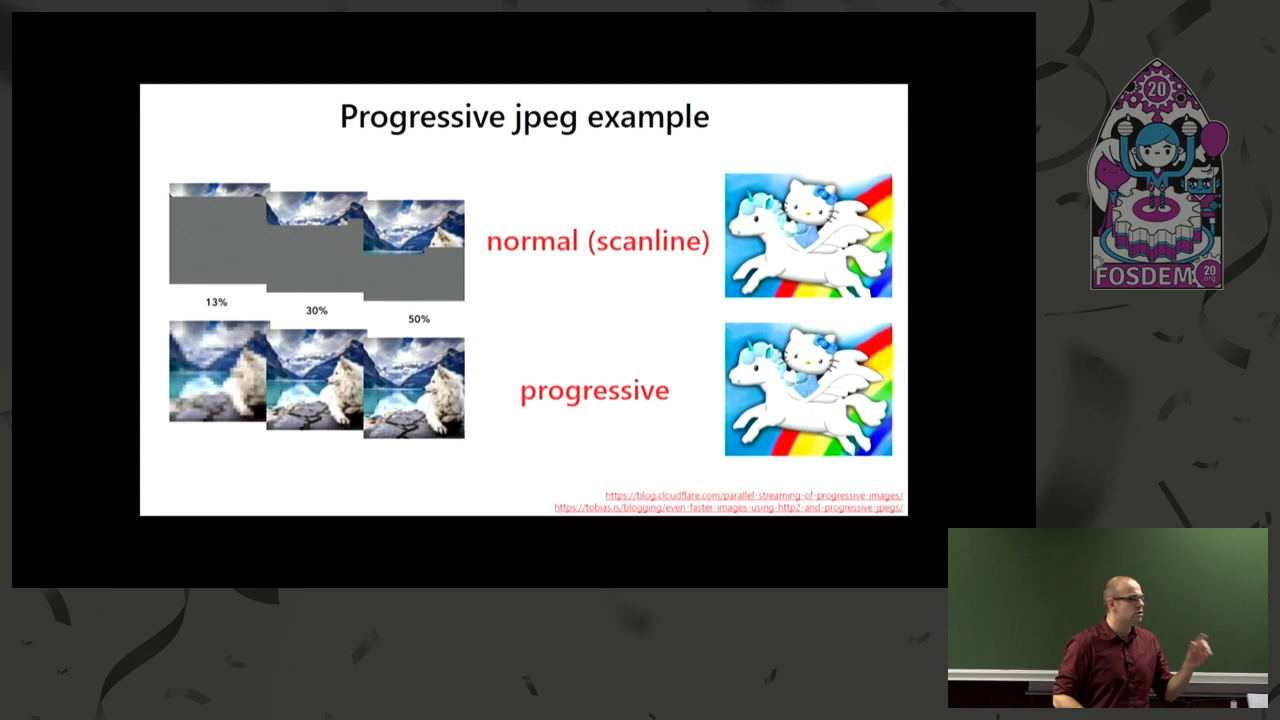 Progressive jpeg example
normal (scanline)
13%
30%
50%
progressive
https://blog.cloudflare.com/parallel-streaming-of-progressive-images/
https://tobias.is/blogging/even-faster-images-using-http2-and-progressive-jpegs/
20
FOSDEM 20
.org